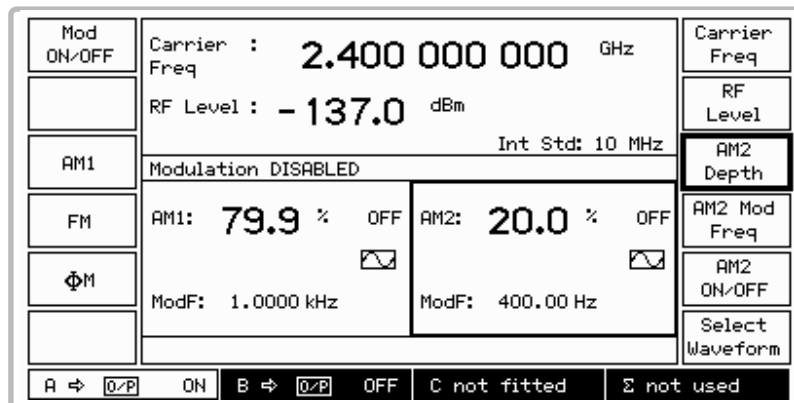 Mod
ON/OFF
AM1
FM
ΦM
Carrier : 2.400 000 000 GHz
Freq
RF Level : -137.0 dBm
Int Std: 10 MHz
Modulation DISABLED
AM1: 79.9 % OFF
ModF: 1.0000 kHz
AM2: 20.0 % OFF
ModF: 400.00 Hz
Carrier
Freq
RF
Level
AM2
Depth
AM2 Mod
Freq
AM2
ON/OFF
Select
Waveform
A ⇨ O/P ON
B ⇨ O/P OFF
C not fitted
Σ not used